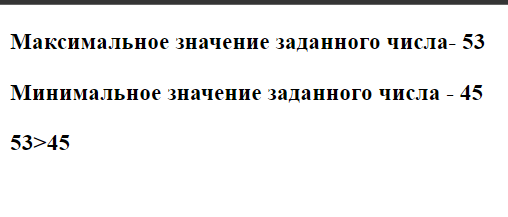 Максимальное значение заданного числа- 53
Минимальное значение заданного числа - 45
53>45